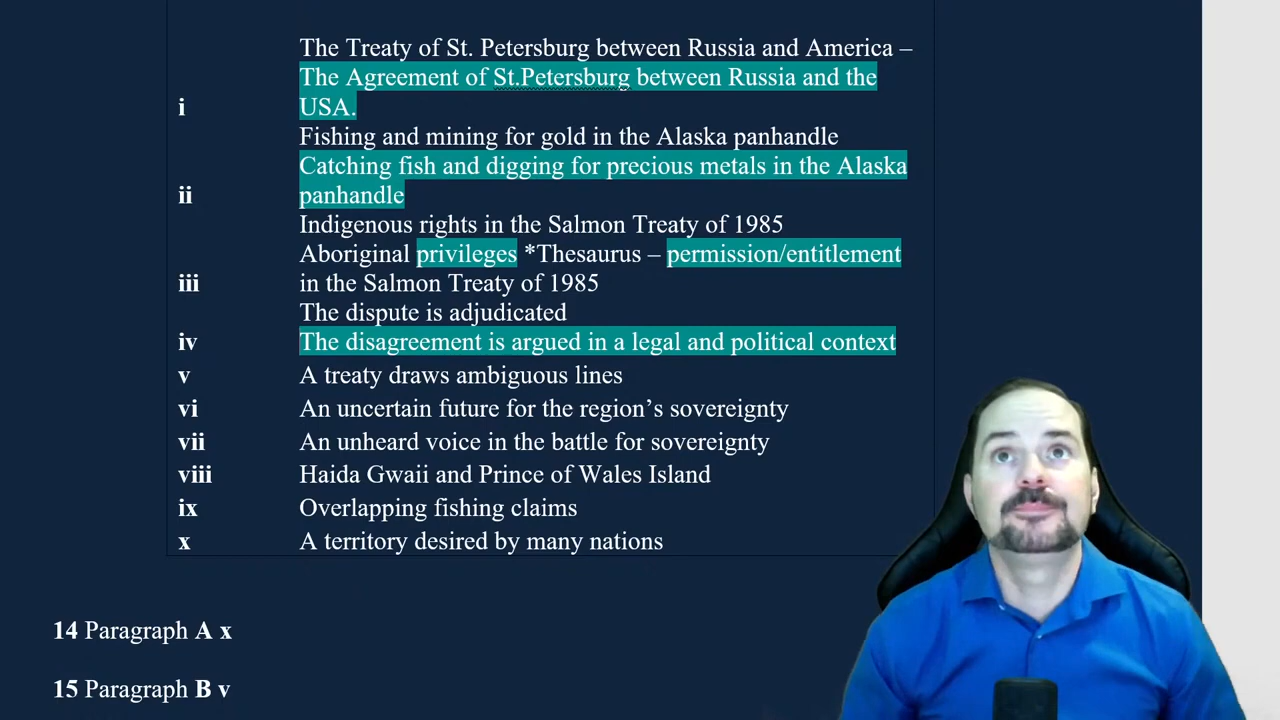 The Treaty of St. Petersburg between Russia and America –
The Agreement of St.Petersburg between Russia and the
i USA.
Fishing and mining for gold in the Alaska panhandle
Catching fish and digging for precious metals in the Alaska
ii panhandle
Indigenous rights in the Salmon Treaty of 1985
Aboriginal privileges *Thesaurus – permission/entitlement
iii in the Salmon Treaty of 1985
The dispute is adjudicated
iv The disagreement is argued in a legal and political context
v A treaty draws ambiguous lines
vi An uncertain future for the region’s sovereignty
vii An unheard voice in the battle for sovereignty
viii Haida Gwaii and Prince of Wales Island
ix Overlapping fishing claims
x A territory desired by many nations
14 Paragraph A x
15 Paragraph B v